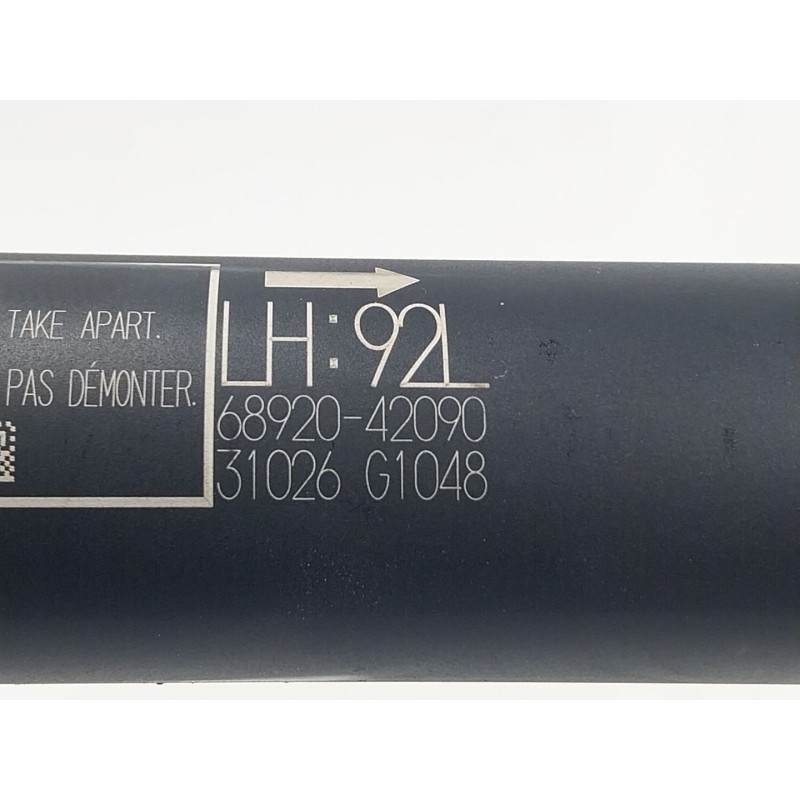 TAKE APART.
PAS DÉMONTER.
LH:92L
68920-42090
31026 G1048